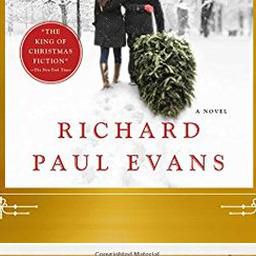 "THE
KING OF
CHRISTMAS
FICTION"
—The New York Times
A NOVEL
RICHARD
PAUL EVANS
Copyrighted Material